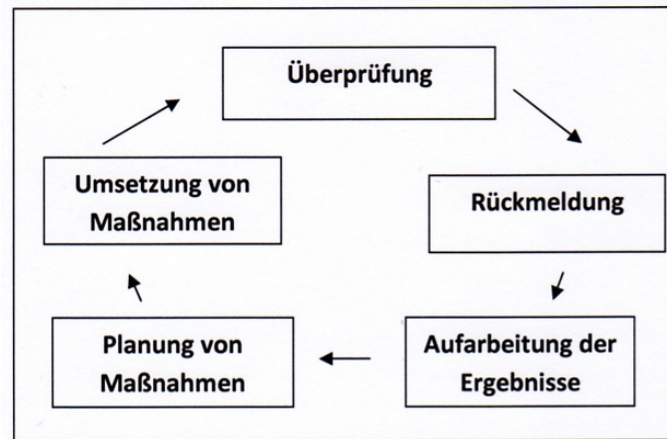 Überprüfung
Rückmeldung
Aufarbeitung der
Ergebnisse
Planung von
Maßnahmen
Umsetzung von
Maßnahmen